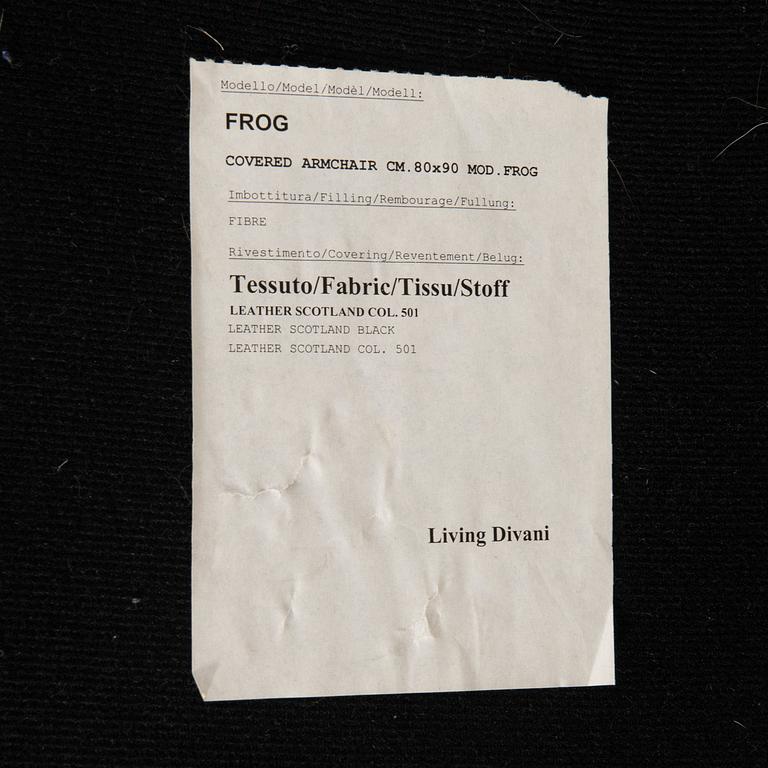 Modello/Model/Modèl/Modell:
FROG
COVERED ARMCHAIR CM.80x90 MOD.FROG
Imbottitura/Filling/Rembourage/Fullung:
FIBRE
Rivestimento/Covering/Reventement/Belug:
Tessuto/Fabric/Tissu/Stoff
LEATHER SCOTLAND COL. 501
LEATHER SCOTLAND BLACK
LEATHER SCOTLAND COL. 501
Living Divani